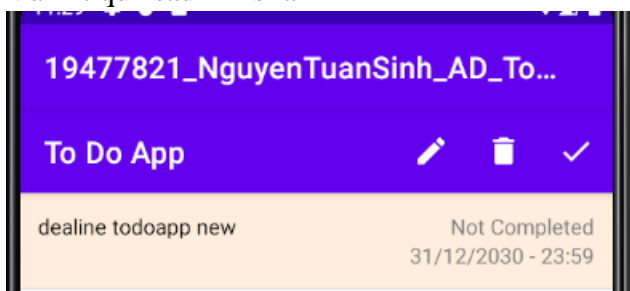 19477821_NguyenTuanSinh_AD_To...
To Do App
dealine todoapp new
Not Completed
31/12/2030 - 23:59